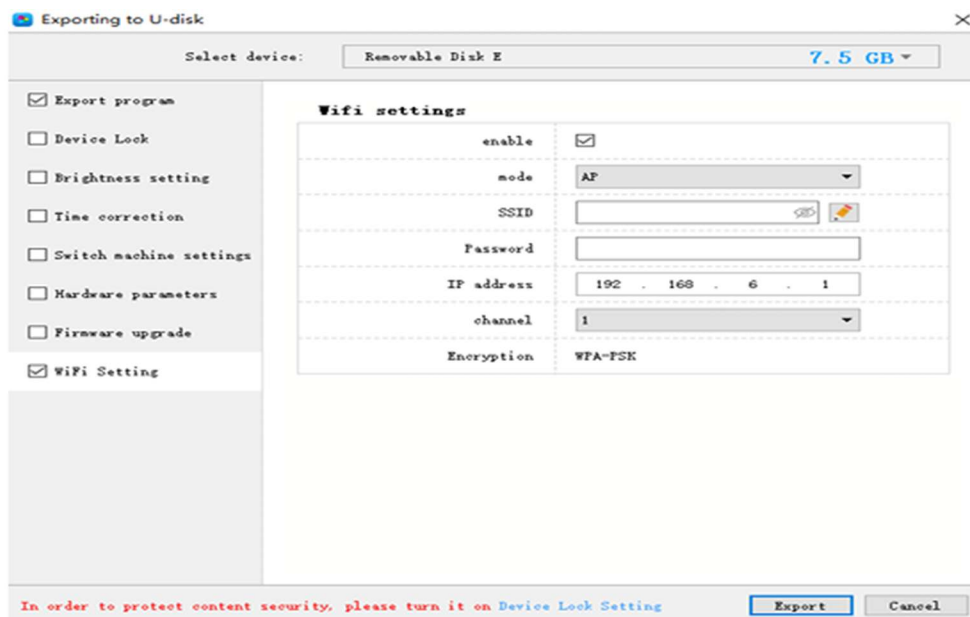 Exporting to U-disk
Select device: Removable Disk E 7.5 GB
Export program
Device Lock
Brightness setting
Time correction
Switch machine settings
Hardware parameters
Firmware upgrade
WiFi Setting
Wifi settings
enable
mode AP
SSID
Password
IP address 192 . 168 . 6 . 1
channel 1
Encryption WPA-PSK
In order to protect content security, please turn it on Device Lock Setting
Export Cancel